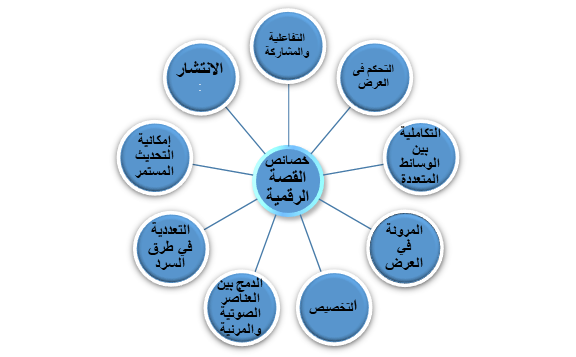 التفاعلية
والمشاركة
التحكم فى
العرض
التكاملية
بين
الوسائط
المتعددة
المرونة
في
العرض
التخصيص
الدمج بين
العناصر
الصوتية
والمرئية
التعددية
في طرق
السرد
إمكانية
التحديث
المستمر
الانتشار
:
خصائص
القصة
الرقمية